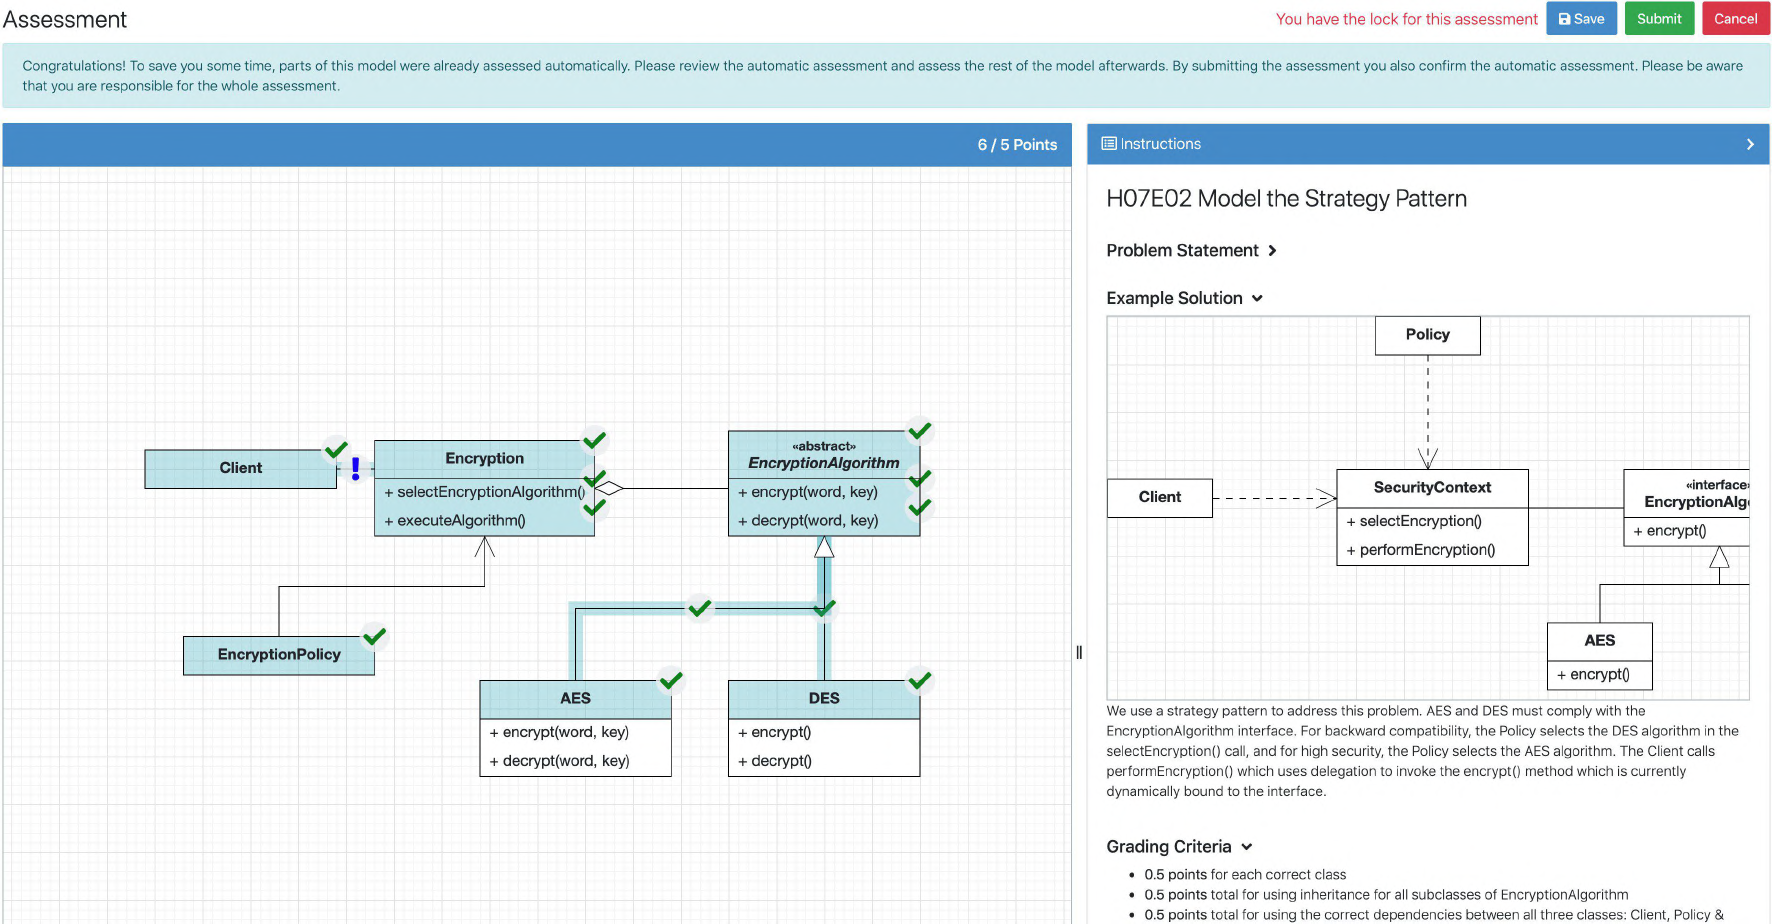 Assessment
You have the lock for this assessment
Save
Submit
Cancel
Congratulations! To save you some time, parts of this model were already assessed automatically. Please review the automatic assessment and assess the rest of the model afterwards. By submitting the assessment you also confirm the automatic assessment. Please be aware
that you are responsible for the whole assessment.
6 / 5 Points
Client
Encryption
+ selectEncryptionAlgorithm()
+ executeAlgorithm()
«abstract»
EncryptionAlgorithm
+ encrypt(word, key)
+ decrypt(word, key)
EncryptionPolicy
AES
+ encrypt(word, key)
+ decrypt(word, key)
DES
+ encrypt()
+ decrypt()
Instructions
H07E02 Model the Strategy Pattern
Problem Statement
Example Solution
Policy
Client
SecurityContext
+ selectEncryption()
+ performEncryption()
«interface»
EncryptionAlgo
+ encrypt()
AES
+ encrypt()
We use a strategy pattern to address this problem. AES and DES must comply with the
EncryptionAlgorithm interface. For backward compatibility, the Policy selects the DES algorithm in the
selectEncryption() call, and for high security, the Policy selects the AES algorithm. The Client calls
performEncryption() which uses delegation to invoke the encrypt() method which is currently
dynamically bound to the interface.
Grading Criteria
• 0.5 points for each correct class
• 0.5 points total for using inheritance for all subclasses of EncryptionAlgorithm
• 0.5 points total for using the correct dependencies between all three classes: Client, Policy &